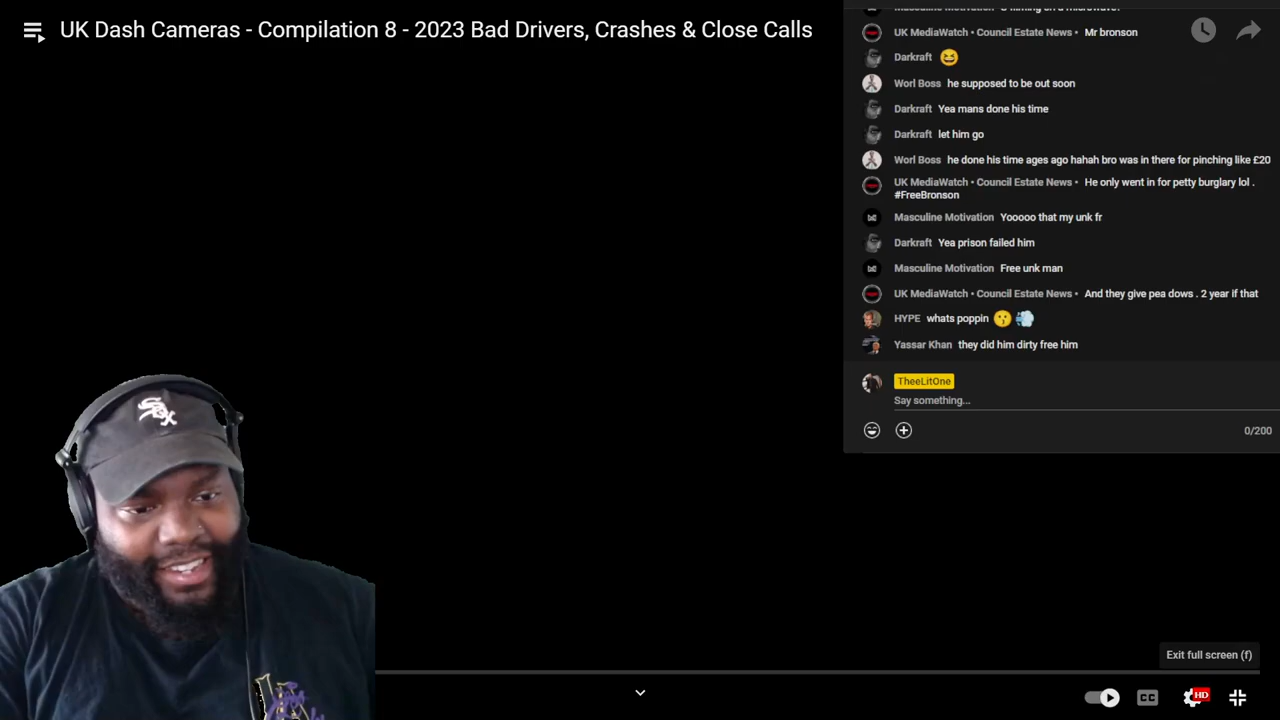 UK Dash Cameras - Compilation 8 - 2023 Bad Drivers, Crashes & Close Calls
UK MediaWatch • Council Estate News • Mr bronson
Darkraft
Worl Boss he supposed to be out soon
Darkraft Yea mans done his time
Darkraft let him go
Worl Boss he done his time ages ago hahah bro was in there for pinching like £20
UK MediaWatch • Council Estate News • He only went in for petty burglary lol .
#FreeBronson
Masculine Motivation Yooooo that my unk fr
Darkraft Yea prison failed him
Masculine Motivation Free unk man
UK MediaWatch • Council Estate News • And they give pea dows . 2 year if that
HYPE whats poppin
Yassar Khan they did him dirty free him
TheeLitOne
Say something...
0/200
Sox
Exit full screen (f)
CC
HD